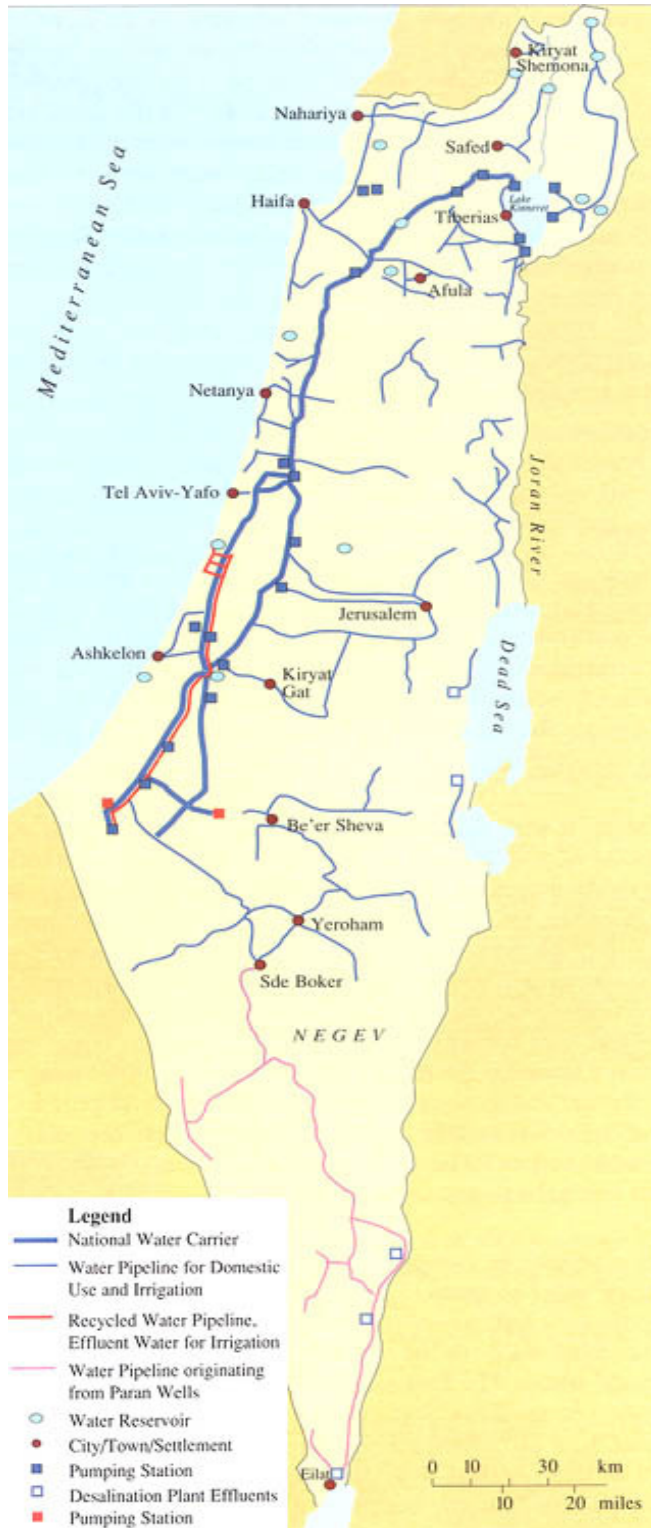 Kiryat
Shemona
Nahariya
Safed
Haifa
Lake
Kinneret
Tiberias
Afula
Mediterranean Sea
Netanya
Tel Aviv-Yafo
Joran River
Jerusalem
Ashkelon
Kiryat
Gat
Dead Sea
Be'er Sheva
Yeroham
Sde Boker
NEGEV
Legend
National Water Carrier
Water Pipeline for Domestic
Use and Irrigation
Recycled Water Pipeline,
Effluent Water for Irrigation
Water Pipeline originating
from Paran Wells
Water Reservoir
City/Town/Settlement
Pumping Station
Desalination Plant Effluents
Pumping Station
Eilat
0 10 30 km
10 20 miles